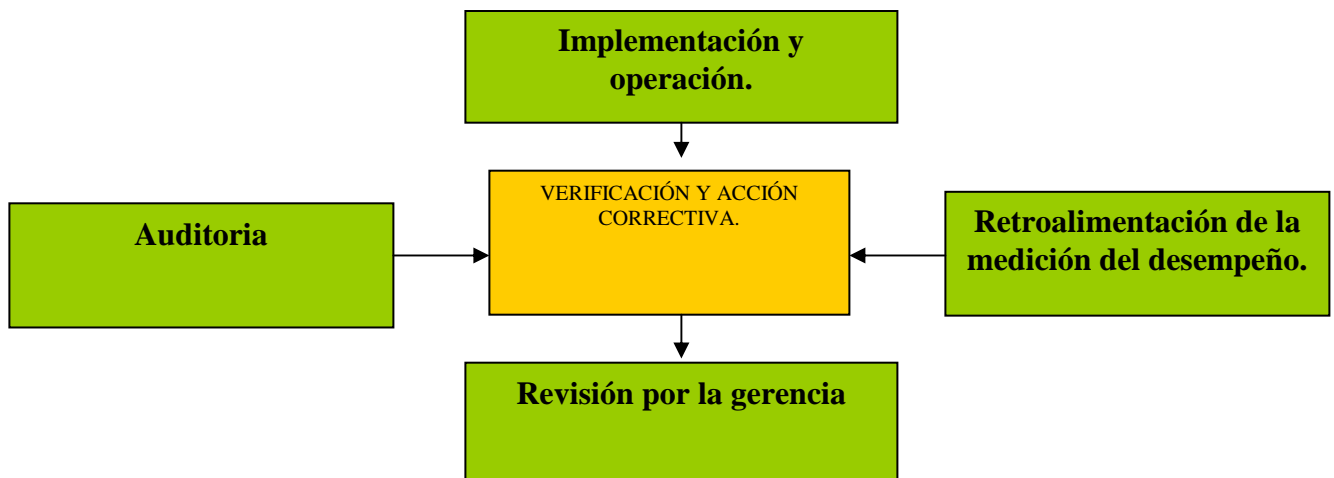 Implementación y
operación.
VERIFICACIÓN Y ACCIÓN
CORRECTIVA.
Auditoria
Retroalimentación de la
medición del desempeño.
Revisión por la gerencia